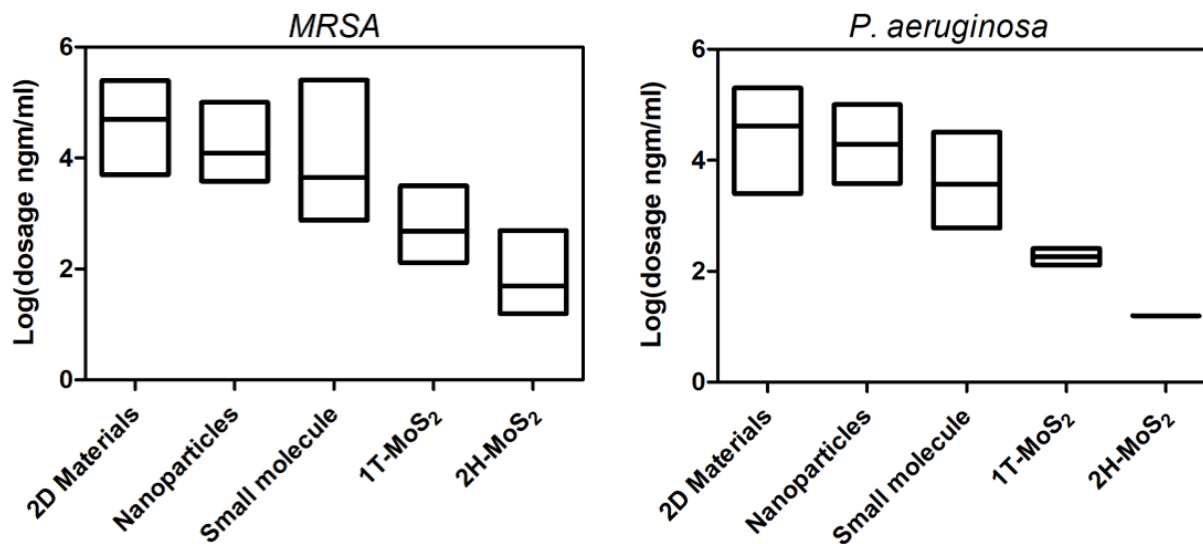 MRSA
Log(dosage ngm/ml)
6
4
2
0
2D Materials
Nanoparticles
Small molecule
1T-MoS₂
2H-MoS₂
P. aeruginosa
Log(dosage ngm/ml)
6
4
2
0
2D Materials
Nanoparticles
Small molecule
1T-MoS₂
2H-MoS₂